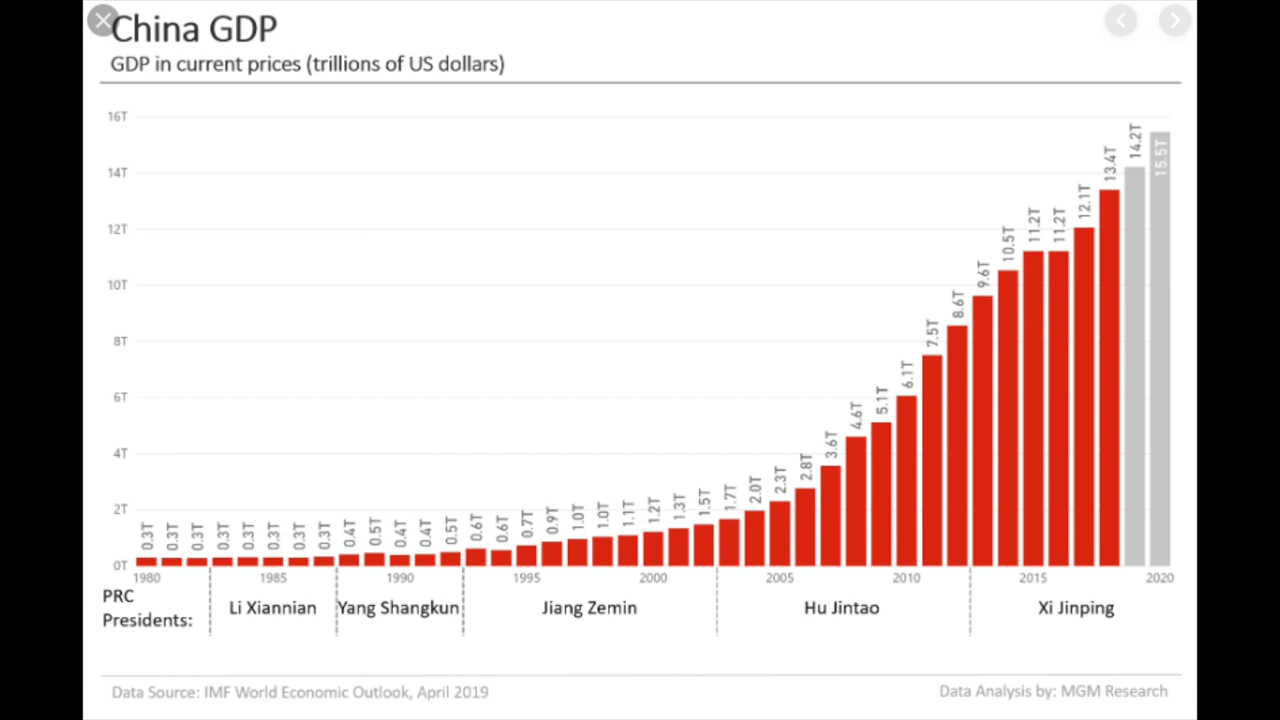 China GDP
GDP in current prices (trillions of US dollars)
16T
14T
12T
10T
8T
6T
4T
2T
0T
0.3T 0.3T 0.3T 0.3T 0.3T 0.3T 0.3T 0.3T 0.4T 0.5T 0.4T 0.4T 0.5T 0.6T 0.6T 0.7T 0.9T 1.0T 1.0T 1.1T 1.2T 1.3T 1.5T 1.7T 2.0T 2.3T 2.8T 3.6T 4.6T 5.1T 6.1T 7.5T 8.6T 9.6T 10.5T 11.2T 11.2T 12.1T 13.4T 14.2T 15.5T
1980 1985 1990 1995 2000 2005 2010 2015 2020
PRC
Presidents:
Li Xiannian Yang Shangkun Jiang Zemin Hu Jintao Xi Jinping
Data Source: IMF World Economic Outlook, April 2019
Data Analysis by: MGM Research